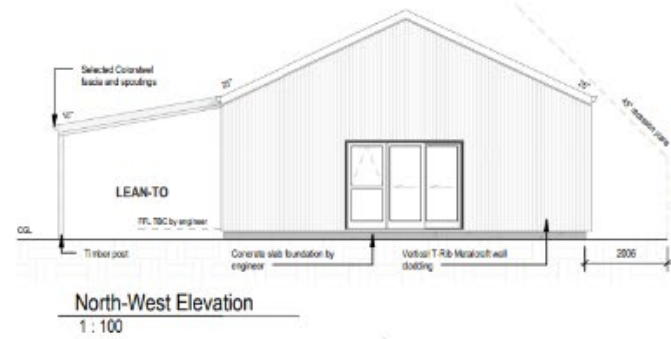 Selected Colorsteel
fascia and spoutings
10°
25°
25°
45° recession plane
LEAN-TO
FFL TBC by engineer
CGL
Timber post
Concrete slab foundation by
engineer
Vertical T-Rib Metalcraft wall
cladding
2006
North-West Elevation
1 : 100